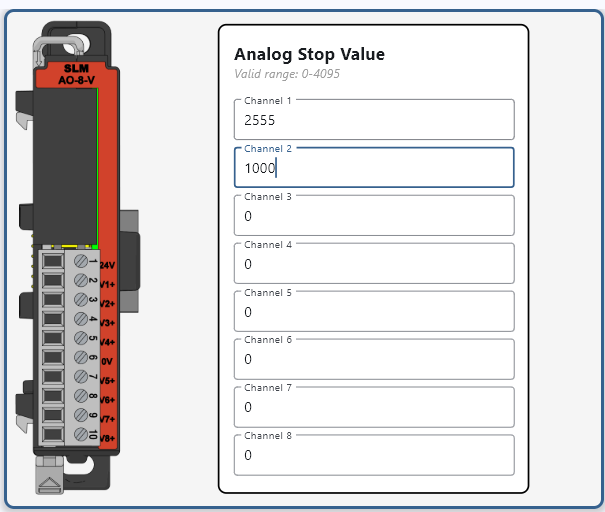 SLM
AO-8-V
1
24V
2
V1+
3
V2+
4
V3+
5
V4+
6
0V
7
V5+
8
V6+
9
V7+
10
V8+
Analog Stop Value
Valid range: 0-4095
Channel 1
2555
Channel 2
1000
Channel 3
0
Channel 4
0
Channel 5
0
Channel 6
0
Channel 7
0
Channel 8
0